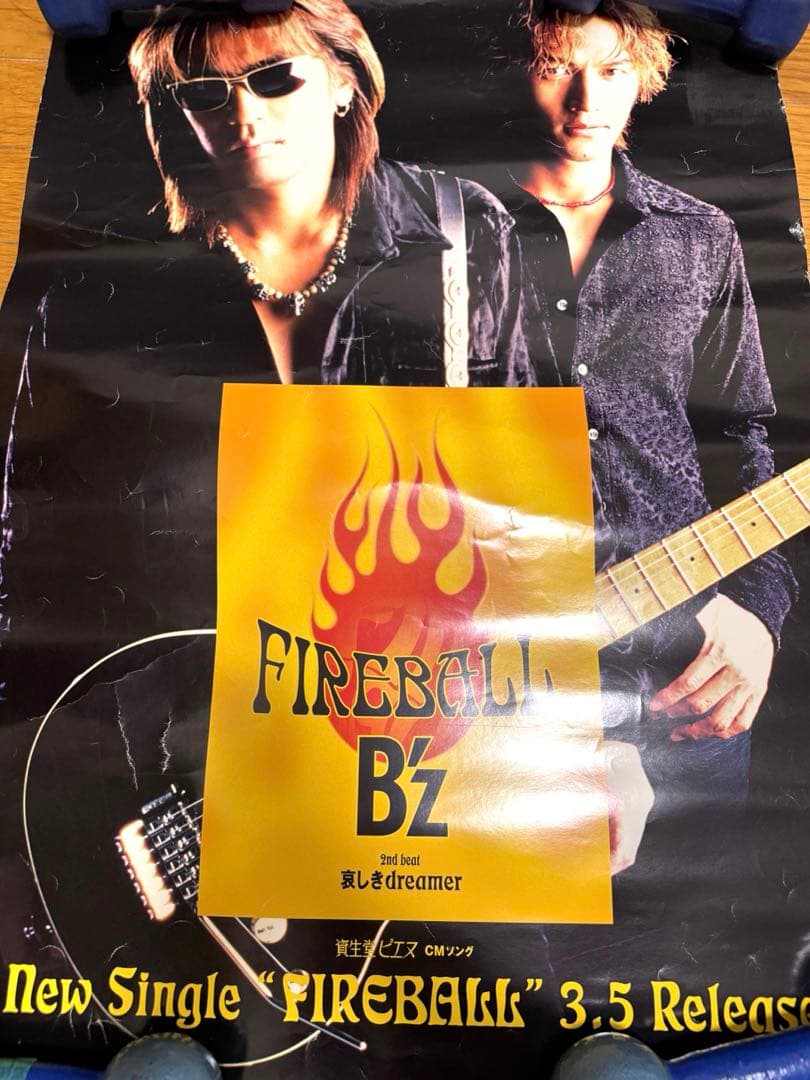 FIREBALL
B'z
2nd beat
哀しきdreamer
資生堂ピエヌ CMソング
New Single “FIREBALL” 3.5 Release